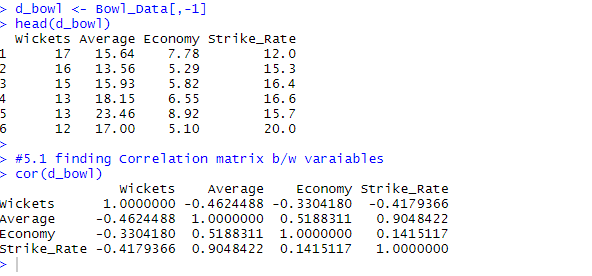 > d_bowl <- Bowl_Data[,-1]
> head(d_bowl)
  Wickets Average Economy Strike_Rate
1      17   15.64    7.78        12.0
2      16   13.56    5.29        15.3
3      15   15.93    5.82        16.4
4      13   18.15    6.55        16.6
5      13   23.46    8.92        15.7
6      12   17.00    5.10        20.0
>
> #5.1 finding Correlation matrix b/w varaiables
> cor(d_bowl)
               Wickets    Average    Economy Strike_Rate
Wickets      1.0000000 -0.4624488 -0.3304180  -0.4179366
Average     -0.4624488  1.0000000  0.5188311   0.9048422
Economy     -0.3304180  0.5188311  1.0000000   0.1415117
Strike_Rate -0.4179366  0.9048422  0.1415117   1.0000000
>